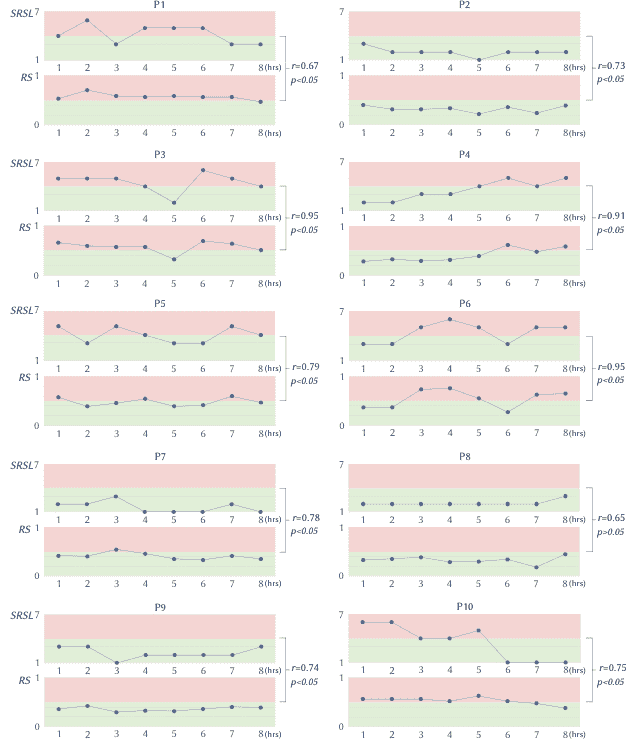 P1 P2
SRSL 7 7
1 1
1 2 3 4 5 6 7 8(hrs) 1 2 3 4 5 6 7 8(hrs)
r=0.67 r=0.73
p<0.05 p<0.05
RS 1 1
0 0
1 2 3 4 5 6 7 8(hrs) 1 2 3 4 5 6 7 8(hrs)
P3 P4
SRSL 7 7
1 1
1 2 3 4 5 6 7 8(hrs) 1 2 3 4 5 6 7 8(hrs)
r=0.95 r=0.91
p<0.05 p<0.05
RS 1 1
0 0
1 2 3 4 5 6 7 8(hrs) 1 2 3 4 5 6 7 8(hrs)
P5 P6
SRSL 7 7
1 1
1 2 3 4 5 6 7 8(hrs) 1 2 3 4 5 6 7 8(hrs)
r=0.79 r=0.95
p<0.05 p<0.05
RS 1 1
0 0
1 2 3 4 5 6 7 8(hrs) 1 2 3 4 5 6 7 8(hrs)
P7 P8
SRSL 7 7
1 1
1 2 3 4 5 6 7 8(hrs) 1 2 3 4 5 6 7 8(hrs)
r=0.78 r=0.65
p<0.05 p>0.05
RS 1 1
0 0
1 2 3 4 5 6 7 8(hrs) 1 2 3 4 5 6 7 8(hrs)
P9 P10
SRSL 7 7
1 1
1 2 3 4 5 6 7 8(hrs) 1 2 3 4 5 6 7 8(hrs)
r=0.74 r=0.75
p<0.05 p<0.05
RS 1 1
0 0
1 2 3 4 5 6 7 8(hrs) 1 2 3 4 5 6 7 8(hrs)